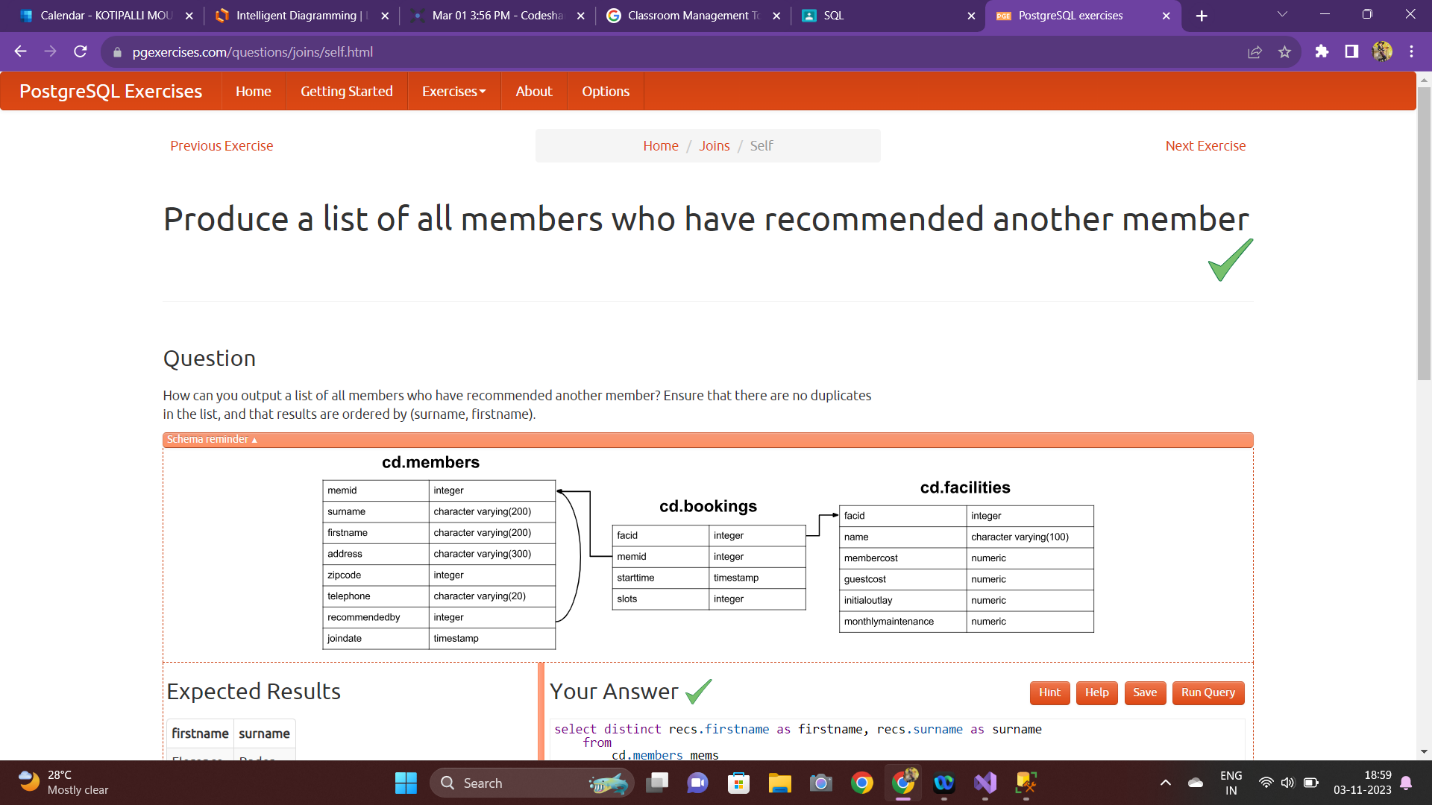 Calendar - KOTIPALLI MOU
Intelligent Diagramming |
Mar 01 3:56 PM - Codesha
Classroom Management To
SQL
PGE
PostgreSQL exercises
pgexercises.com/questions/joins/self.html
PostgreSQL Exercises
Home
Getting Started
Exercises
About
Options
Previous Exercise
Home / Joins / Self
Next Exercise
Produce a list of all members who have recommended another member
Question
How can you output a list of all members who have recommended another member? Ensure that there are no duplicates
in the list, and that results are ordered by (surname, firstname).
Schema reminder ▴
cd.members
memid integer
surname character varying(200)
firstname character varying(200)
address character varying(300)
zipcode integer
telephone character varying(20)
recommendedby integer
joindate timestamp
cd.bookings
facid integer
memid integer
starttime timestamp
slots integer
cd.facilities
facid integer
name character varying(100)
membercost numeric
guestcost numeric
initialoutlay numeric
monthlymaintenance numeric
Expected Results
firstname surname
Your Answer
Hint
Help
Save
Run Query
select distinct recs.firstname as firstname, recs.surname as surname
from
cd.members mems
28°C
Mostly clear
Search
ENG
IN
18:59
03-11-2023